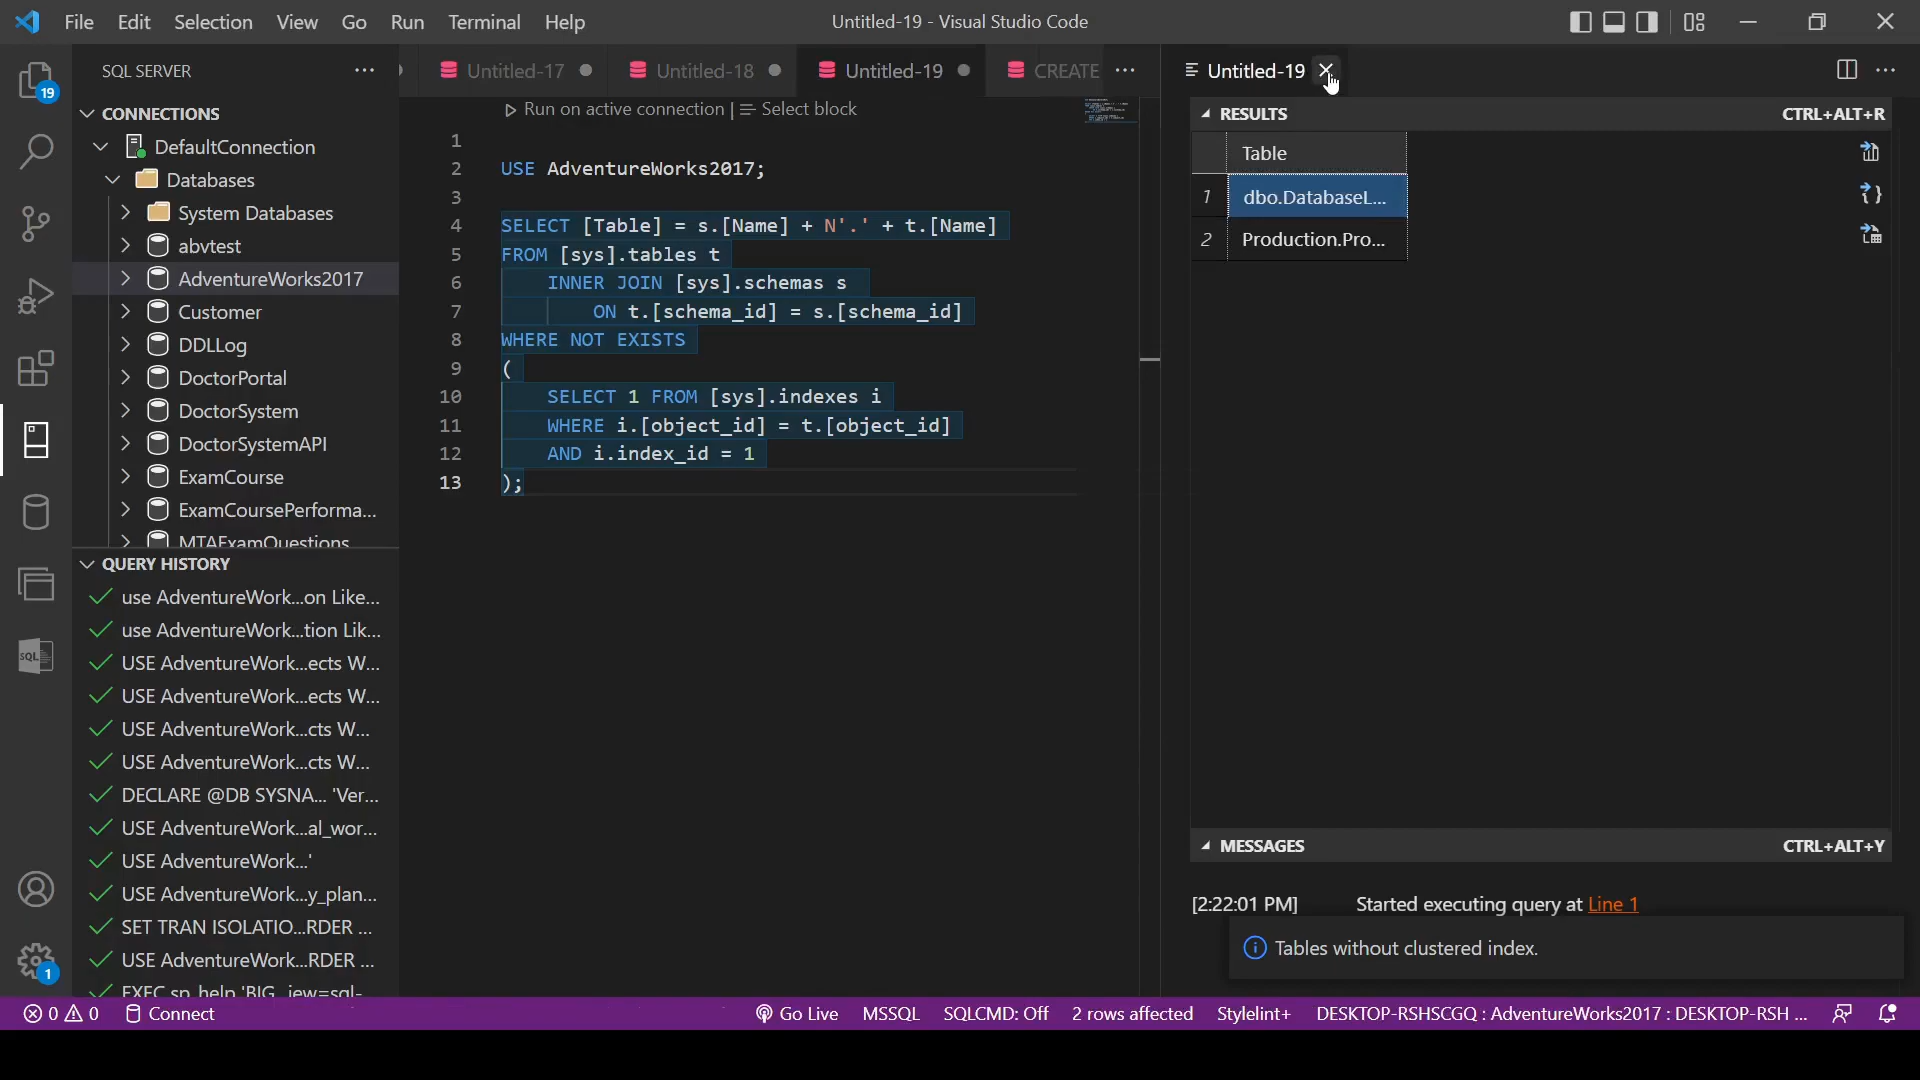 File Edit Selection View Go Run Terminal Help
Untitled-19 - Visual Studio Code
19
SQL SERVER
CONNECTIONS
DefaultConnection
Databases
System Databases
abvtest
AdventureWorks2017
Customer
DDLLog
DoctorPortal
DoctorSystem
DoctorSystemAPI
ExamCourse
ExamCoursePerforma...
MTAExamQuestions
QUERY HISTORY
use AdventureWork...on Like...
use AdventureWork...tion Lik...
USE AdventureWork...ects W...
USE AdventureWork...ects W...
USE AdventureWork...cts W...
USE AdventureWork...cts W...
DECLARE @DB SYSNA... 'Ver...
USE AdventureWork...al_wor...
USE AdventureWork...'
USE AdventureWork...y_plan...
SET TRAN ISOLATIO...RDER ...
USE AdventureWork...RDER ...
EXEC sp_help 'BIG
SQL
1
Untitled-17 Untitled-18 Untitled-19 CREATE
Run on active connection | Select block
1
2 USE AdventureWorks2017;
3
4 SELECT [Table] = s.[Name] + N'.' + t.[Name]
5 FROM [sys].tables t
6 INNER JOIN [sys].schemas s
7 ON t.[schema_id] = s.[schema_id]
8 WHERE NOT EXISTS
9 (
10 SELECT 1 FROM [sys].indexes i
11 WHERE i.[object_id] = t.[object_id]
12 AND i.index_id = 1
13 );
Untitled-19
RESULTS CTRL+ALT+R
Table
1 dbo.DatabaseL...
2 Production.Pro...
MESSAGES CTRL+ALT+Y
[2:22:01 PM] Started executing query at Line 1
Tables without clustered index.
0 0 Connect Go Live MSSQL SQLCMD: Off 2 rows affected Stylelint+ DESKTOP-RSHSCGQ : AdventureWorks2017 : DESKTOP-RSH ...